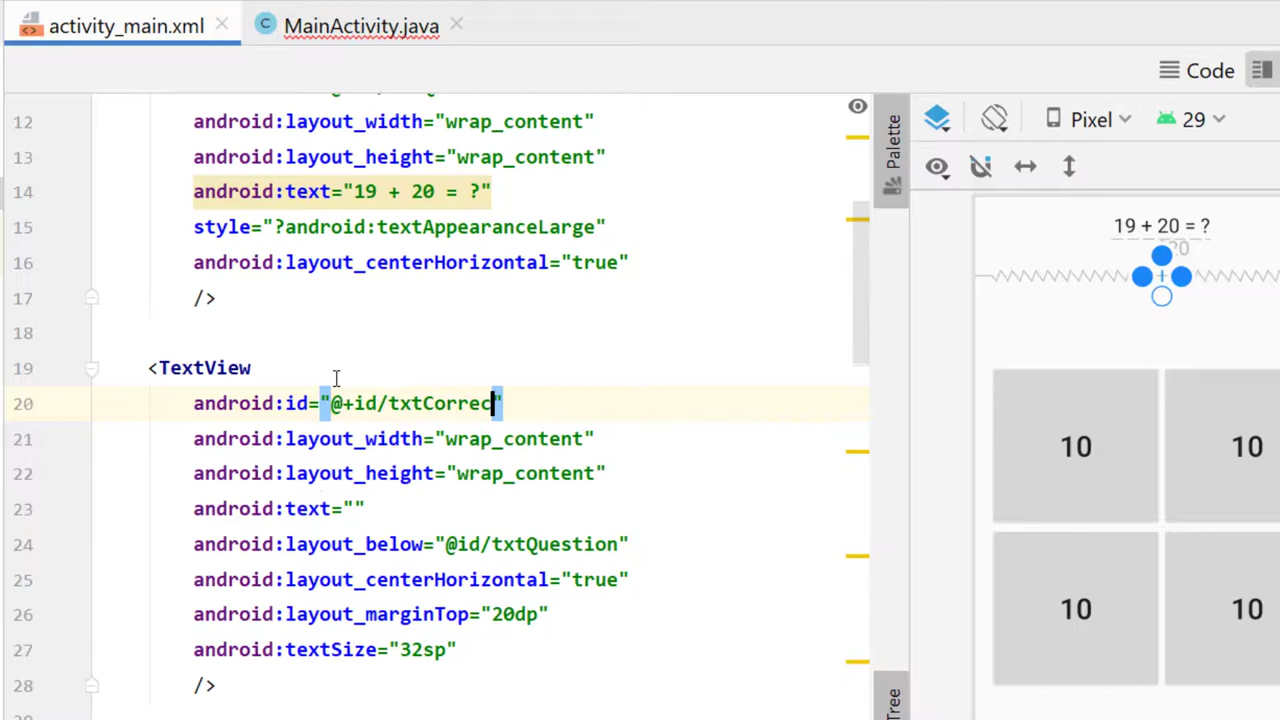 activity_main.xml
MainActivity.java
Code
Palette
Pixel
29
12 android:layout_width="wrap_content"
13 android:layout_height="wrap_content"
14 android:text="19 + 20 = ?"
15 style="?android:textAppearanceLarge"
16 android:layout_centerHorizontal="true"
17 />
18
19 <TextView
20 android:id="@+id/txtCorrec"
21 android:layout_width="wrap_content"
22 android:layout_height="wrap_content"
23 android:text=""
24 android:layout_below="@id/txtQuestion"
25 android:layout_centerHorizontal="true"
26 android:layout_marginTop="20dp"
27 android:textSize="32sp"
28 />
19 + 20 = ?
20
10 10
10 10
Tree